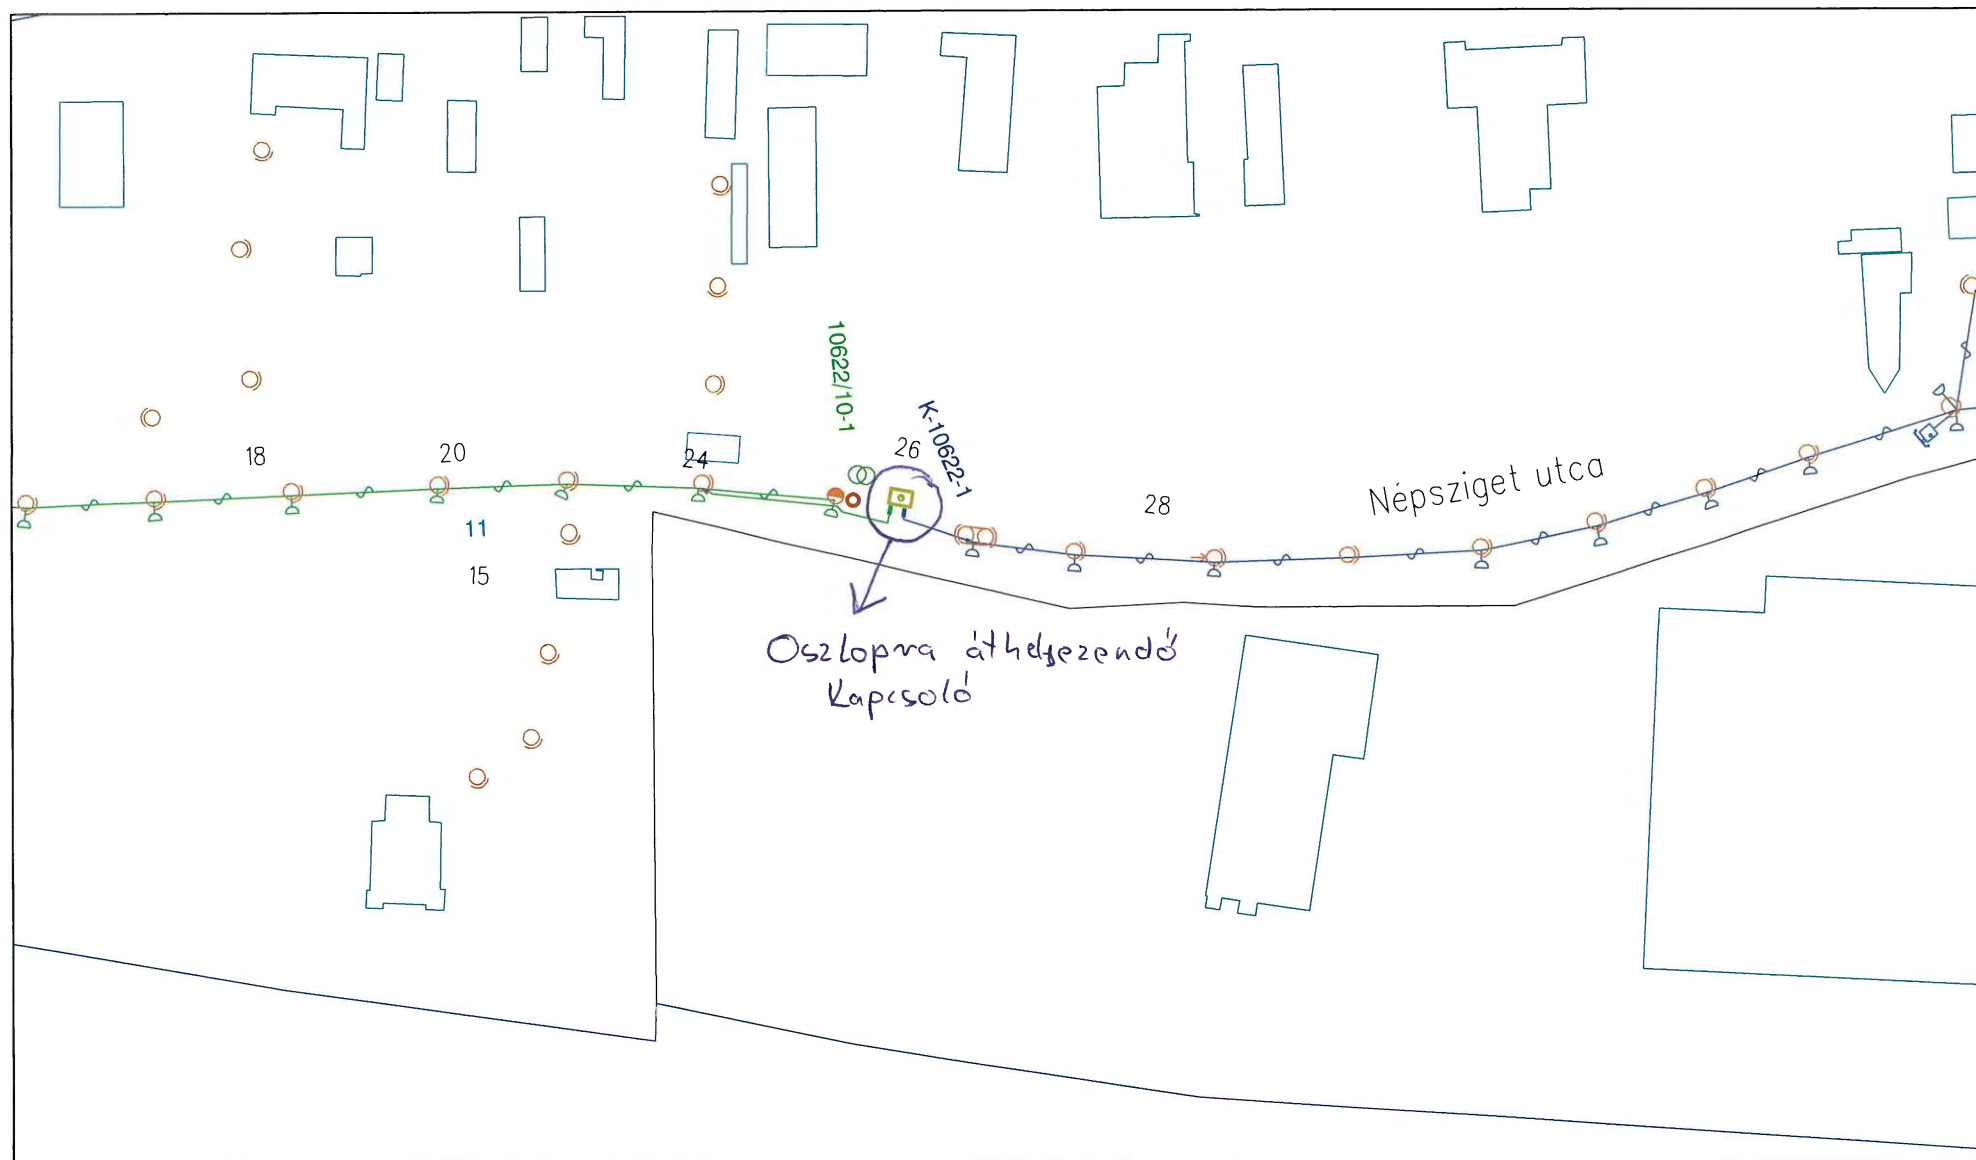 10622/10-1
K-10622-1
26
18
20
24
28
Népsziget utca
11
15
Oszlopra áthelyezendő
Kapcsoló